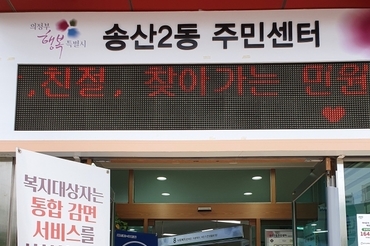 의정부
행복
특별시
송산2동 주민센터
,친절, 찾아가는 민원
복지대상자는
통합 감면
서비스를